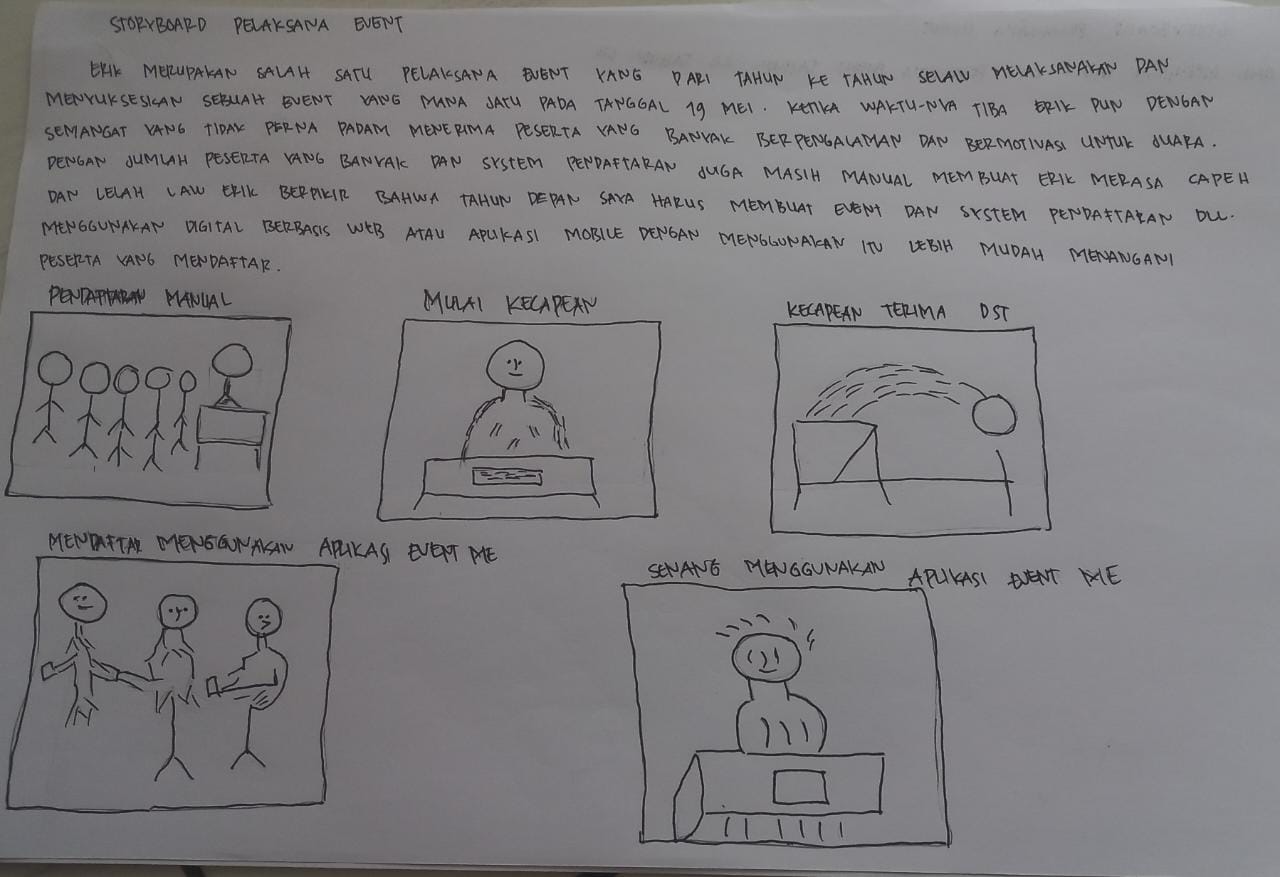 STORYBOARD PELAKSANA EVENT
ERIK MERUPAKAN SALAH SATU PELAKSANA EVENT YANG DARI TAHUN KE TAHUN SELALU MELAKSANAKAN DAN
MENYUKSESKAN SEBUAH EVENT YANG MANA JATU PADA TANGGAL 19 MEI. KETIKA WAKTU-NYA TIBA ERIK PUN DENGAN
SEMANGAT YANG TIDAK PERNA PADAM MENERIMA PESERTA YANG BANYAK BERPENGALAMAN DAN BERMOTIVASI UNTUK JUARA.
DENGAN JUMLAH PESERTA YANG BANYAK DAN SYSTEM PENDAFTARAN JUGA MASIH MANUAL MEMBUAT ERIK MERASA CAPEH
DAN LELAH LAW ERIK BERPIKIR BAHWA TAHUN DEPAN SAYA HARUS MEMBUAT EVENT DAN SYSTEM PENDAFTARAN DLL.
MENGGUNAKAN DIGITAL BERBASIS WEB ATAU APLIKASI MOBILE DENGAN MENGGUNAKAN ITU LEBIH MUDAH MENANGANI
PESERTA YANG MENDAFTAR.
PENDAFTARAN MANUAL
MULAI KECAPEAN
KECAPEAN TERIMA DST
MENDAFTAR MENGGUNAKAN APLIKASI EVENT ME
SENANG MENGGUNAKAN APLIKASI EVENT ME